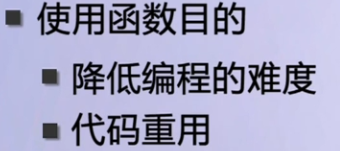 ■ 使用函数目的
■ 降低编程的难度
■ 代码重用